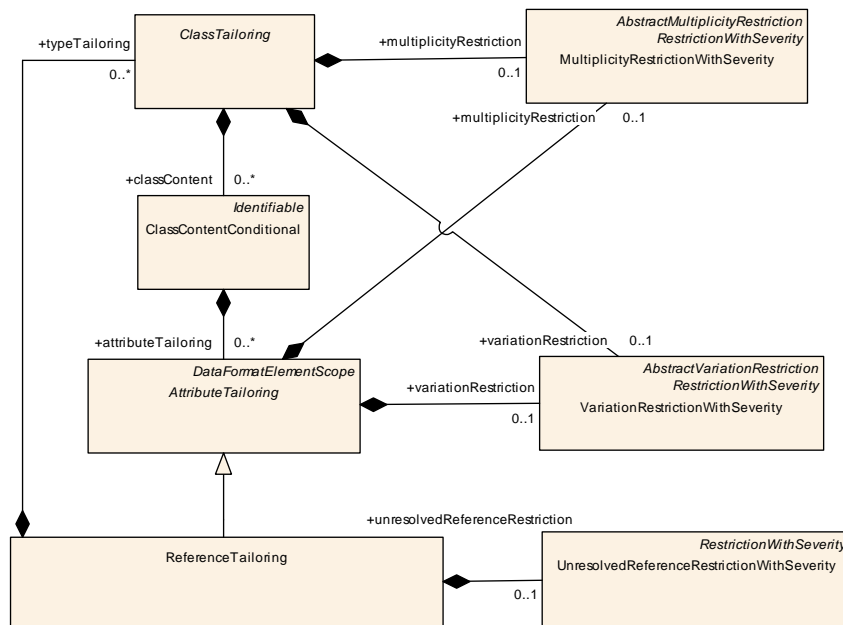 AbstractMultiplicityRestriction
RestrictionWithSeverity
MultiplicityRestrictionWithSeverity
ClassTailoring
+typeTailoring
0..*
+multiplicityRestriction
0..1
+multiplicityRestriction
0..1
+classContent
0..*
Identifiable
ClassContentConditional
+attributeTailoring
0..*
+variationRestriction
0..1
DataFormatElementScope
AttributeTailoring
+variationRestriction
0..1
AbstractVariationRestriction
RestrictionWithSeverity
VariationRestrictionWithSeverity
+unresolvedReferenceRestriction
0..1
ReferenceTailoring
RestrictionWithSeverity
UnresolvedReferenceRestrictionWithSeverity